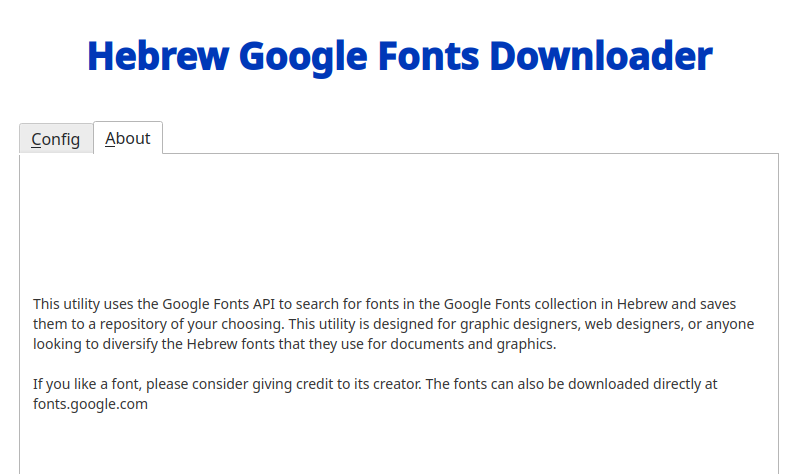 Hebrew Google Fonts Downloader
Config
About
This utility uses the Google Fonts API to search for fonts in the Google Fonts collection in Hebrew and saves
them to a repository of your choosing. This utility is designed for graphic designers, web designers, or anyone
looking to diversify the Hebrew fonts that they use for documents and graphics.
If you like a font, please consider giving credit to its creator. The fonts can also be downloaded directly at
fonts.google.com